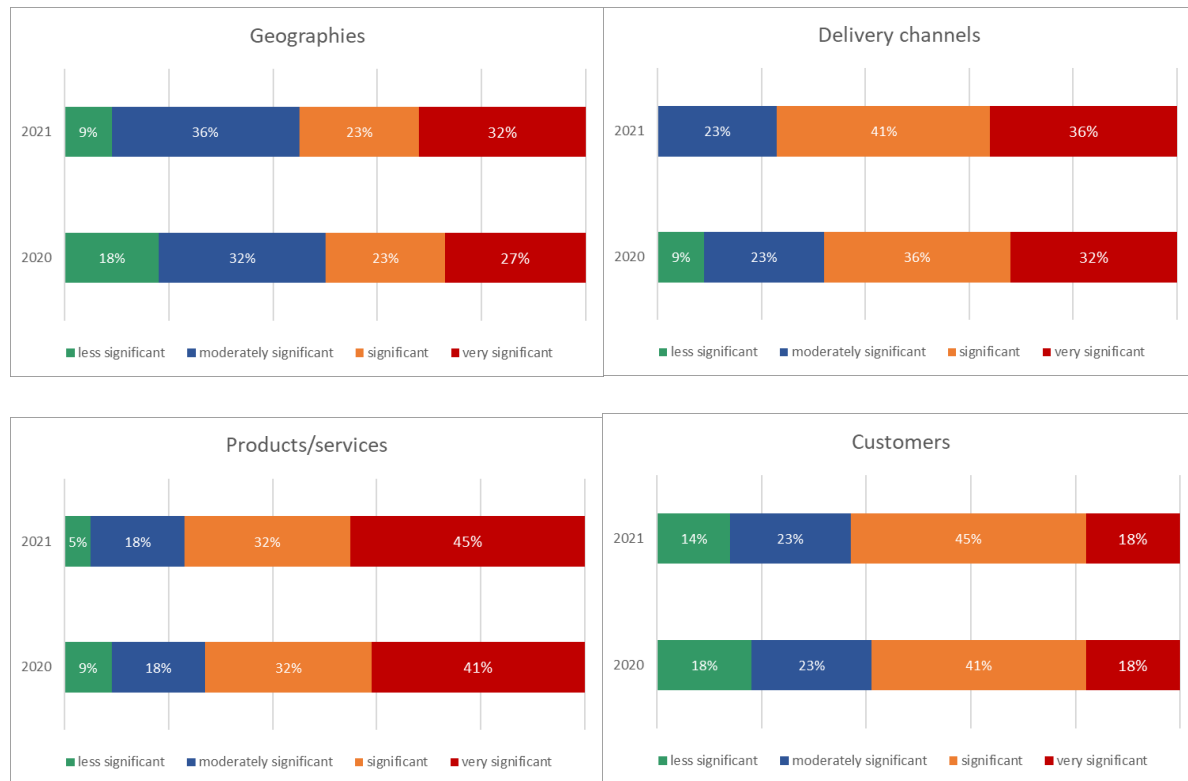 Geographies
2021 9% 36% 23% 32%
2020 18% 32% 23% 27%
less significant moderately significant significant very significant
Delivery channels
2021 23% 41% 36%
2020 9% 23% 36% 32%
less significant moderately significant significant very significant
Products/services
2021 5% 18% 32% 45%
2020 9% 18% 32% 41%
less significant moderately significant significant very significant
Customers
2021 14% 23% 45% 18%
2020 18% 23% 41% 18%
less significant moderately significant significant very significant